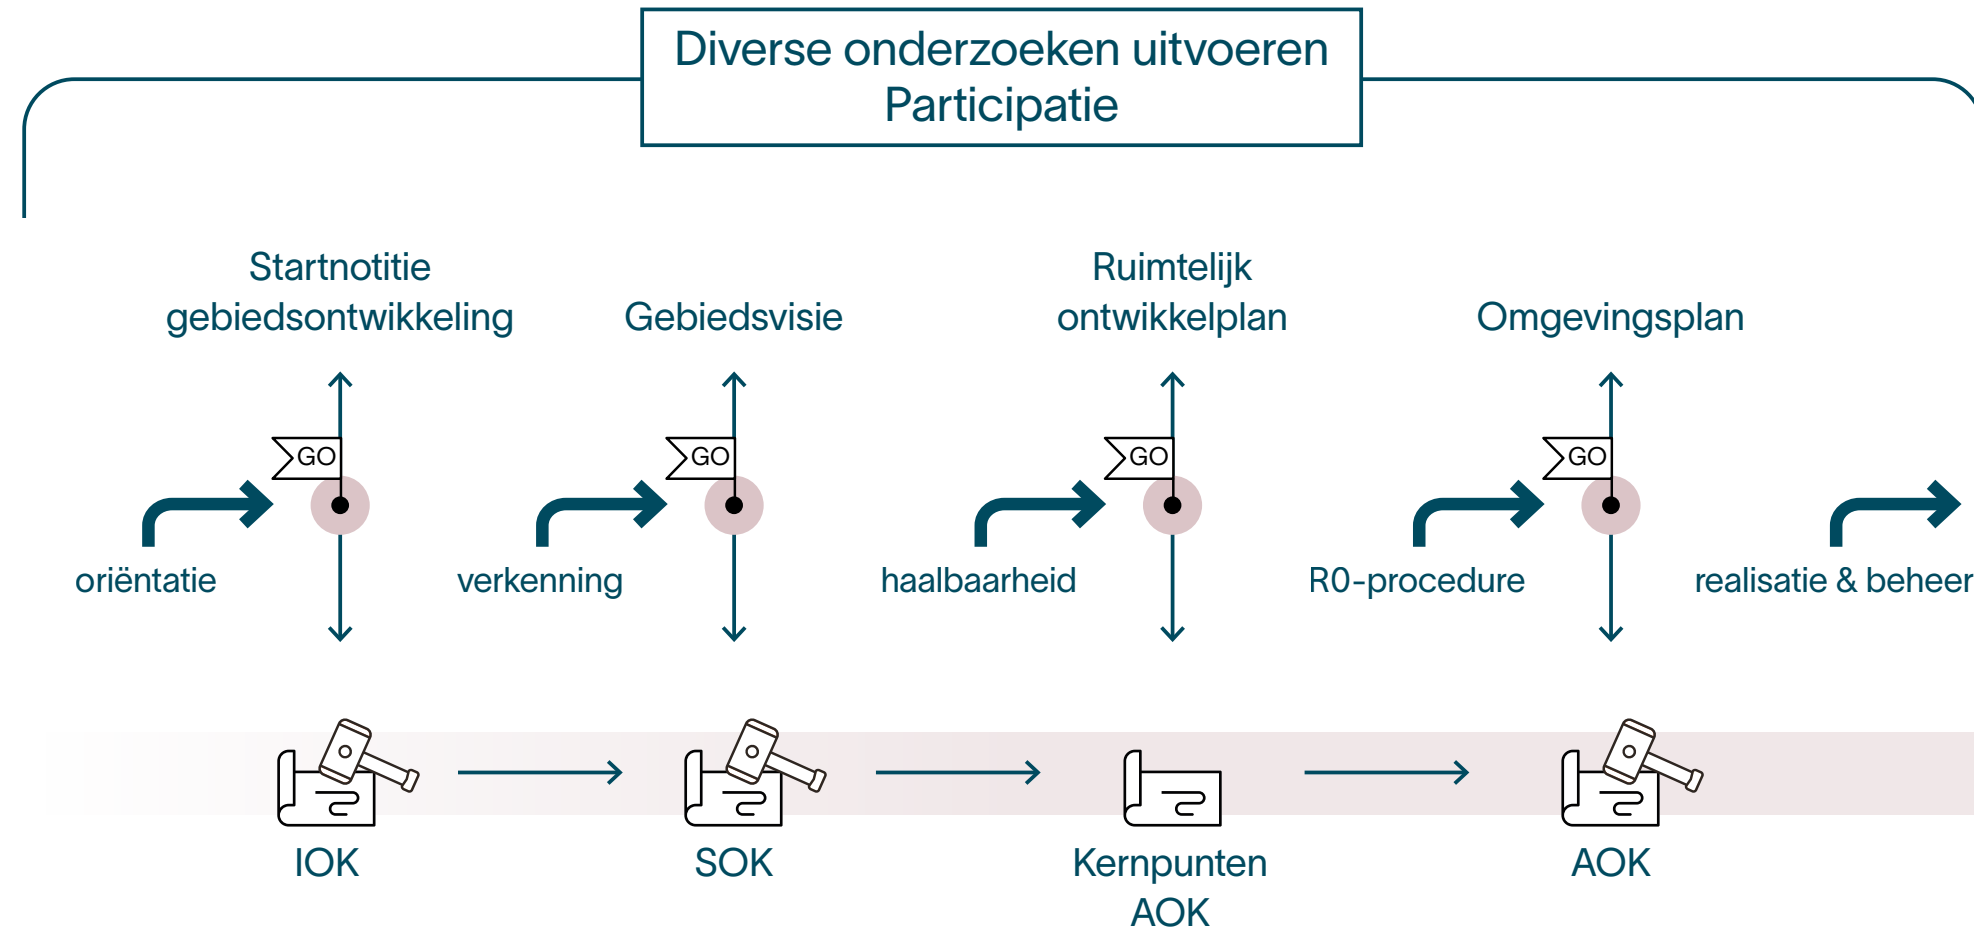 Diverse onderzoeken uitvoeren
Participatie
Startnotitie
gebiedsontwikkeling
Gebiedsvisie
Ruimtelijk
ontwikkelplan
Omgevingsplan
GO
GO
GO
GO
oriëntatie
verkenning
haalbaarheid
R0-procedure
realisatie & beheer
IOK
SOK
Kernpunten
AOK
AOK